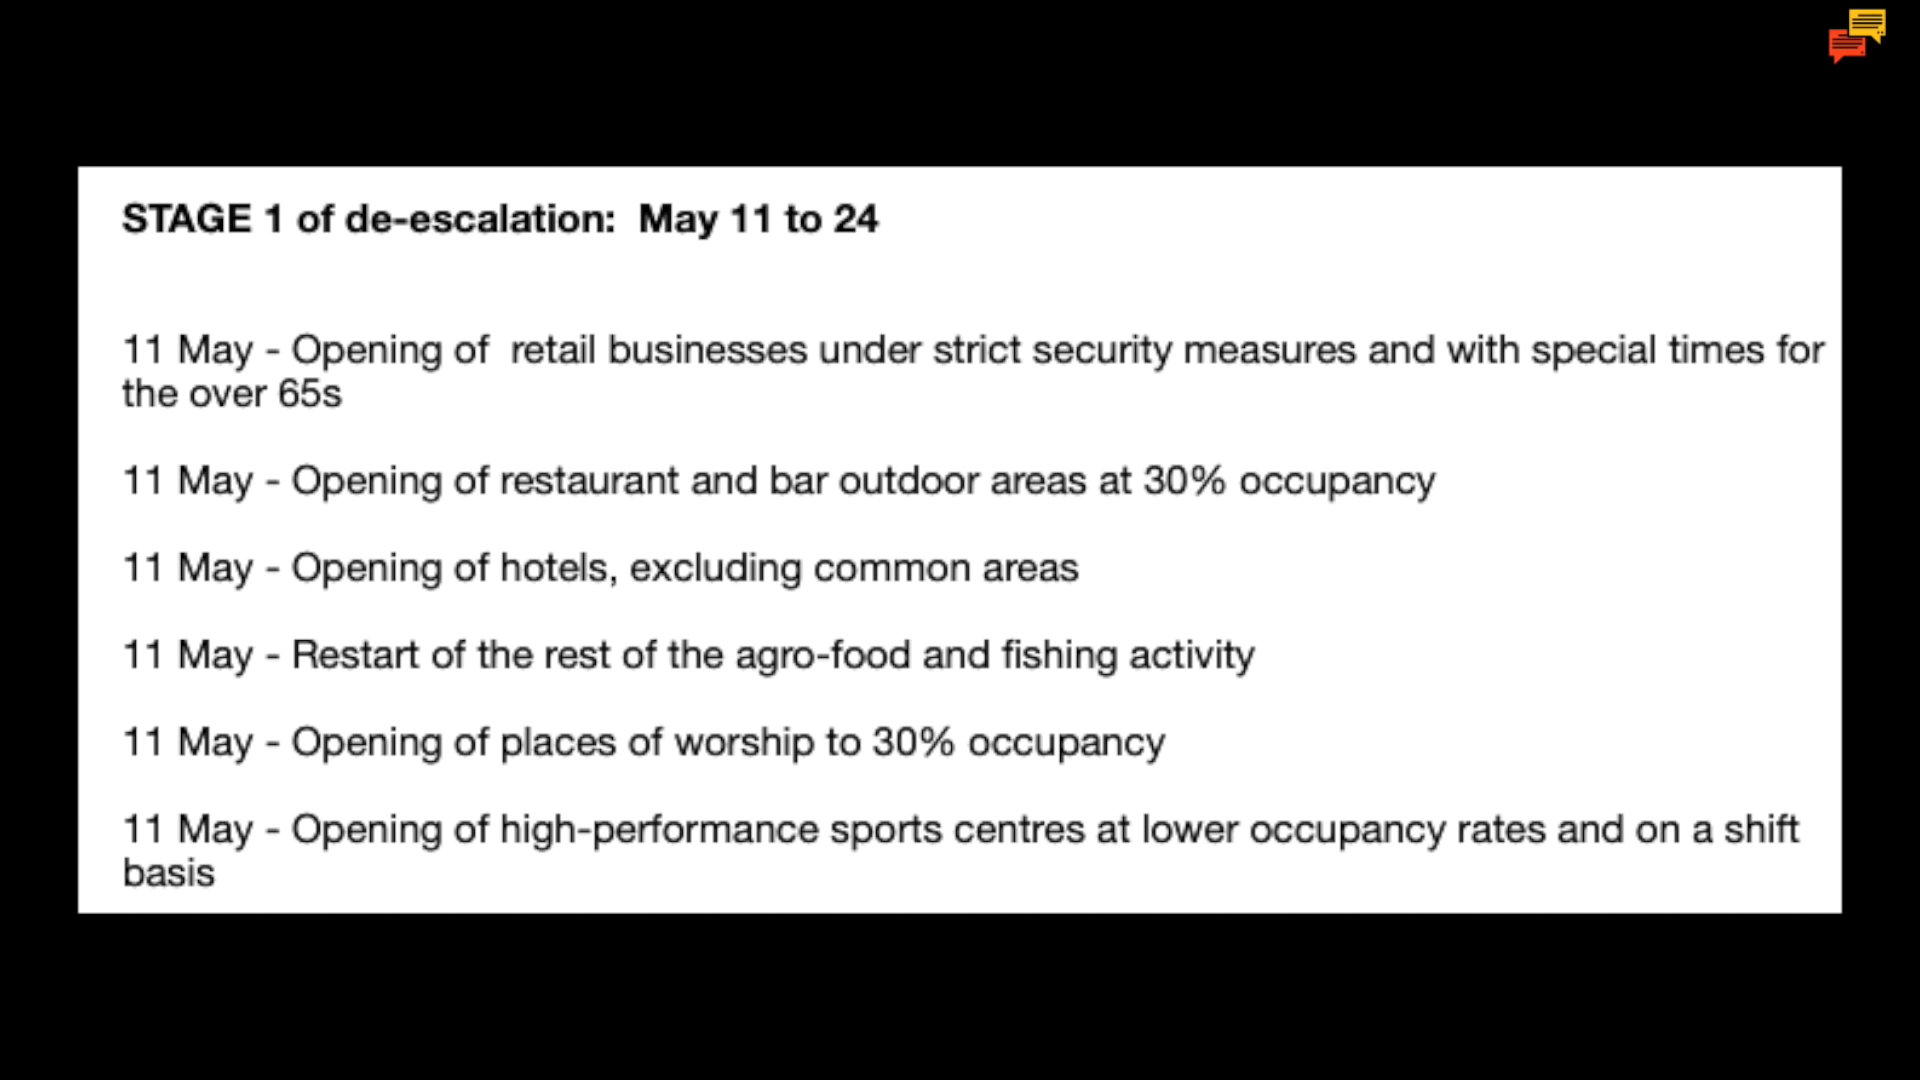 STAGE 1 of de-escalation:  May 11 to 24
11 May - Opening of  retail businesses under strict security measures and with special times for
the over 65s
11 May - Opening of restaurant and bar outdoor areas at 30% occupancy
11 May - Opening of hotels, excluding common areas
11 May - Restart of the rest of the agro-food and fishing activity
11 May - Opening of places of worship to 30% occupancy
11 May - Opening of high-performance sports centres at lower occupancy rates and on a shift
basis